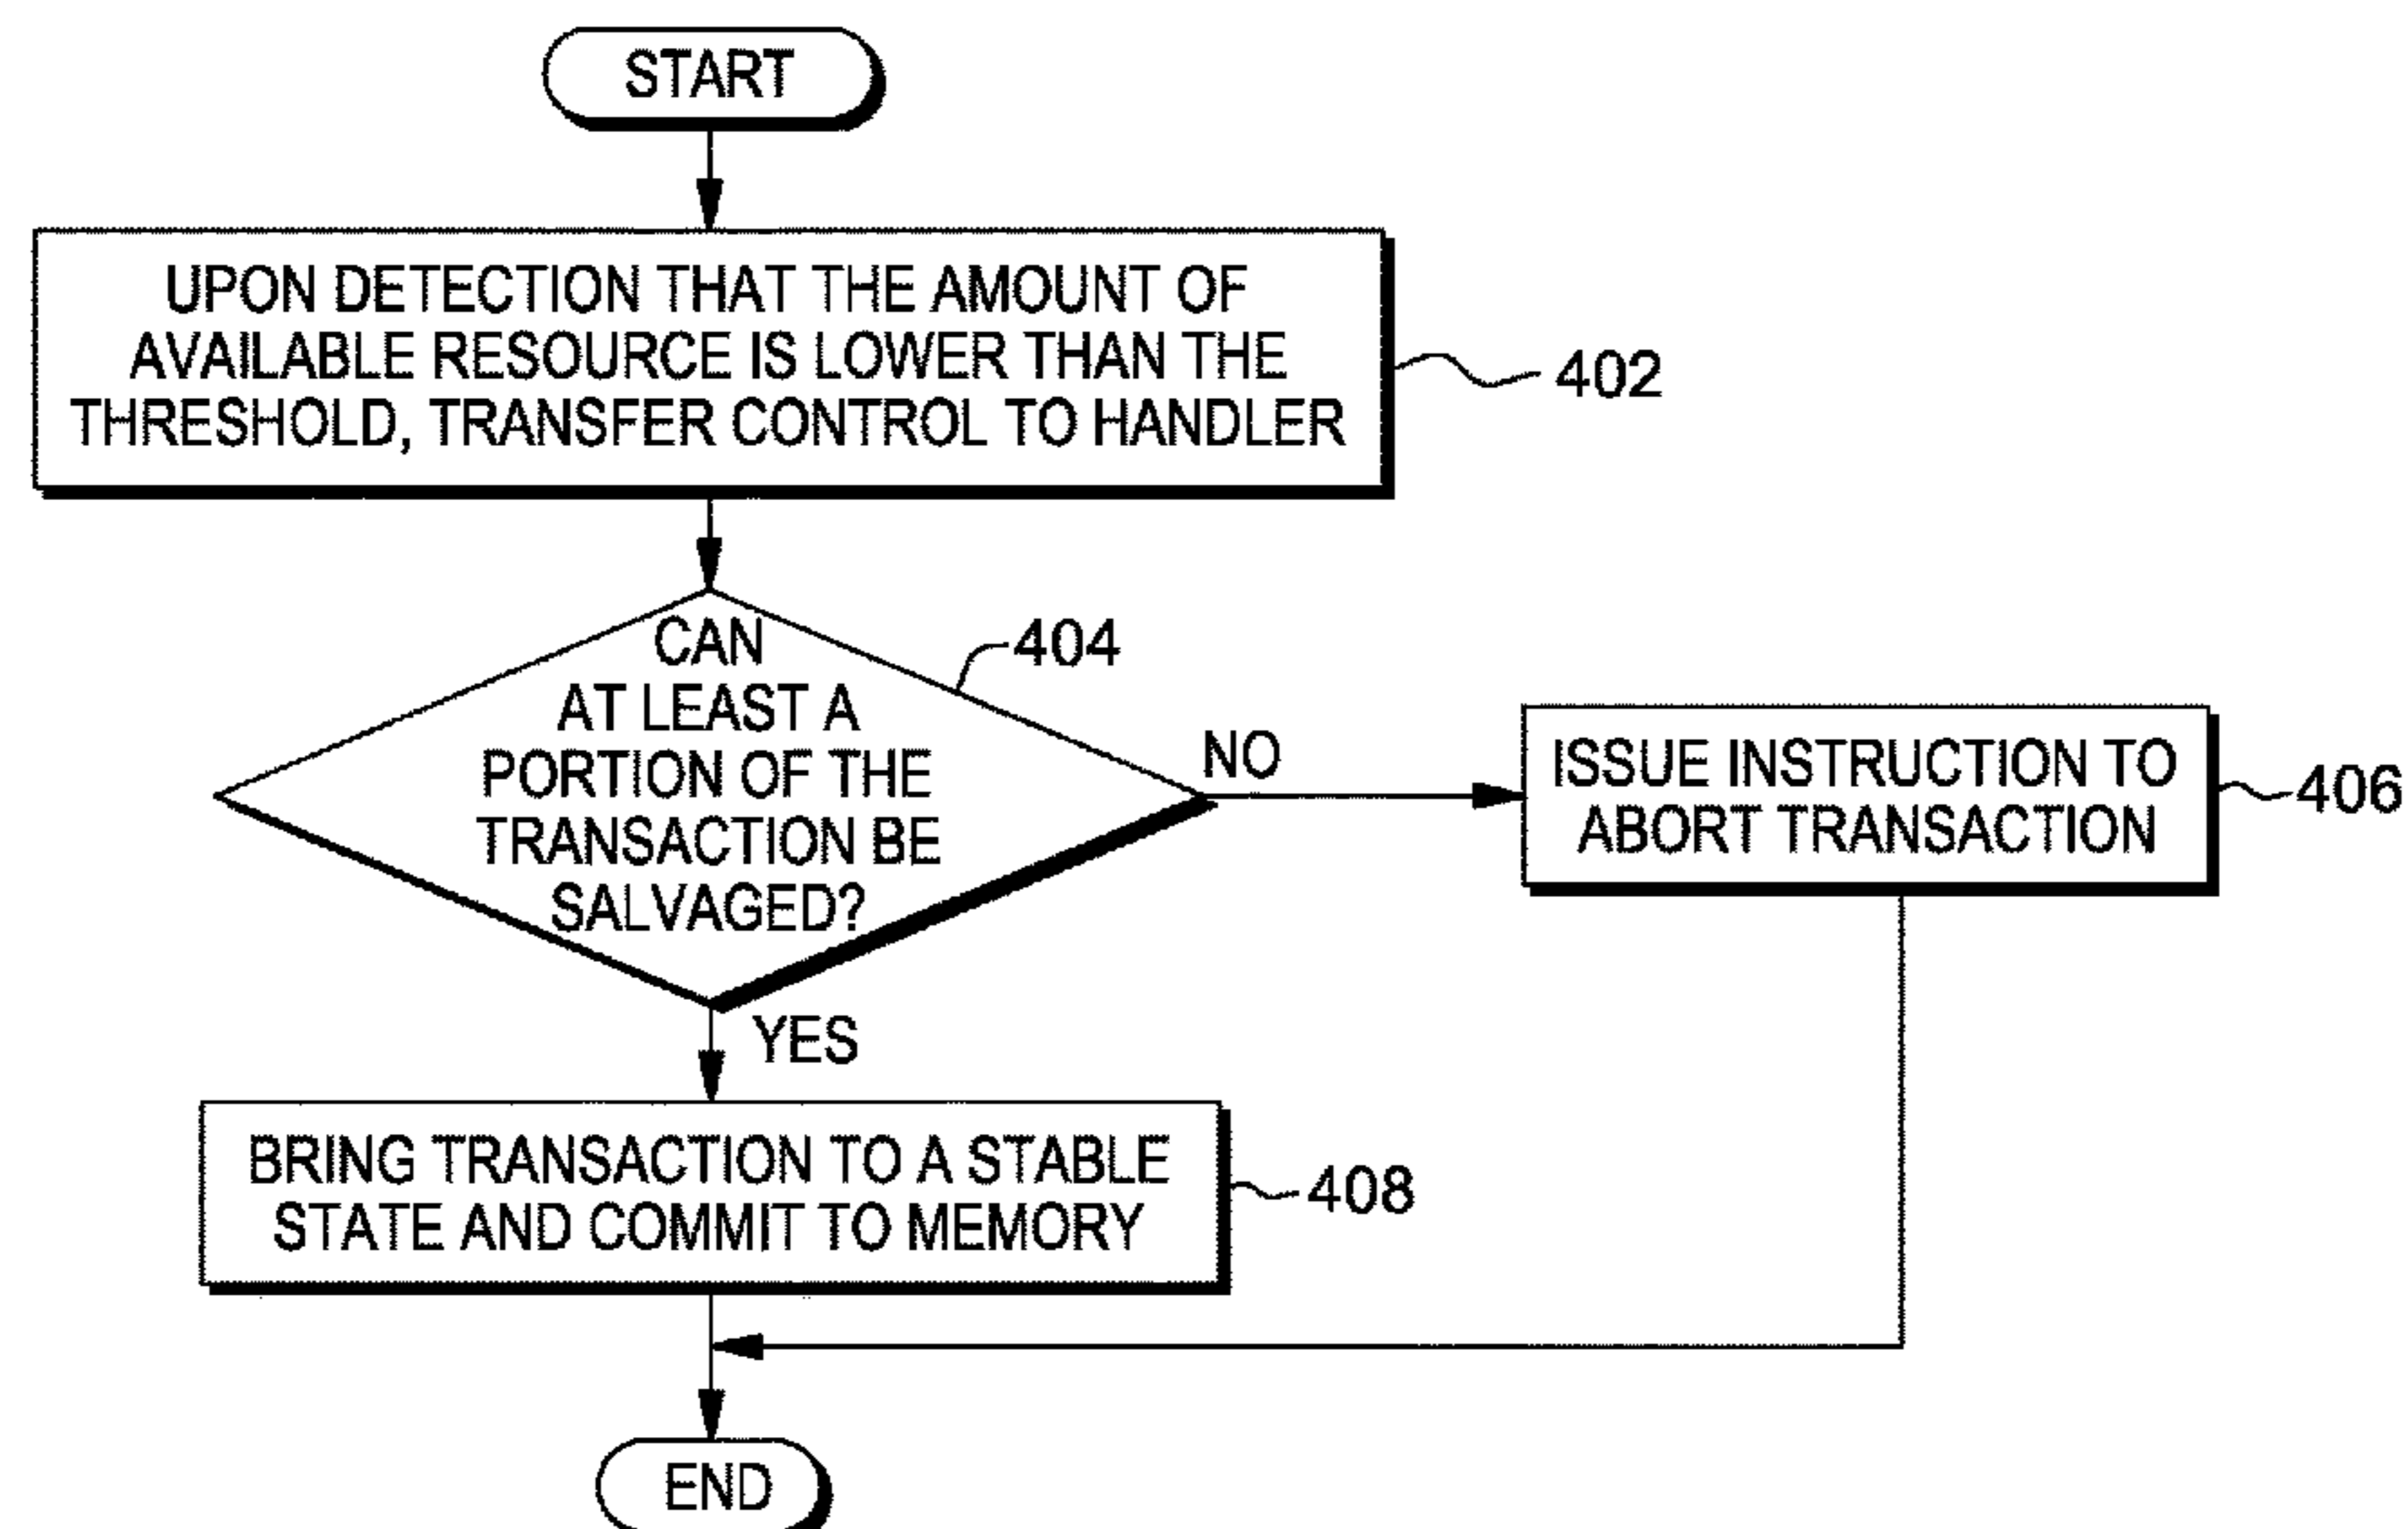 START
UPON DETECTION THAT THE AMOUNT OF
AVAILABLE RESOURCE IS LOWER THAN THE
THRESHOLD, TRANSFER CONTROL TO HANDLER
402
CAN
AT LEAST A
PORTION OF THE
TRANSACTION BE
SALVAGED?
404
NO
ISSUE INSTRUCTION TO
ABORT TRANSACTION
406
YES
BRING TRANSACTION TO A STABLE
STATE AND COMMIT TO MEMORY
408
END